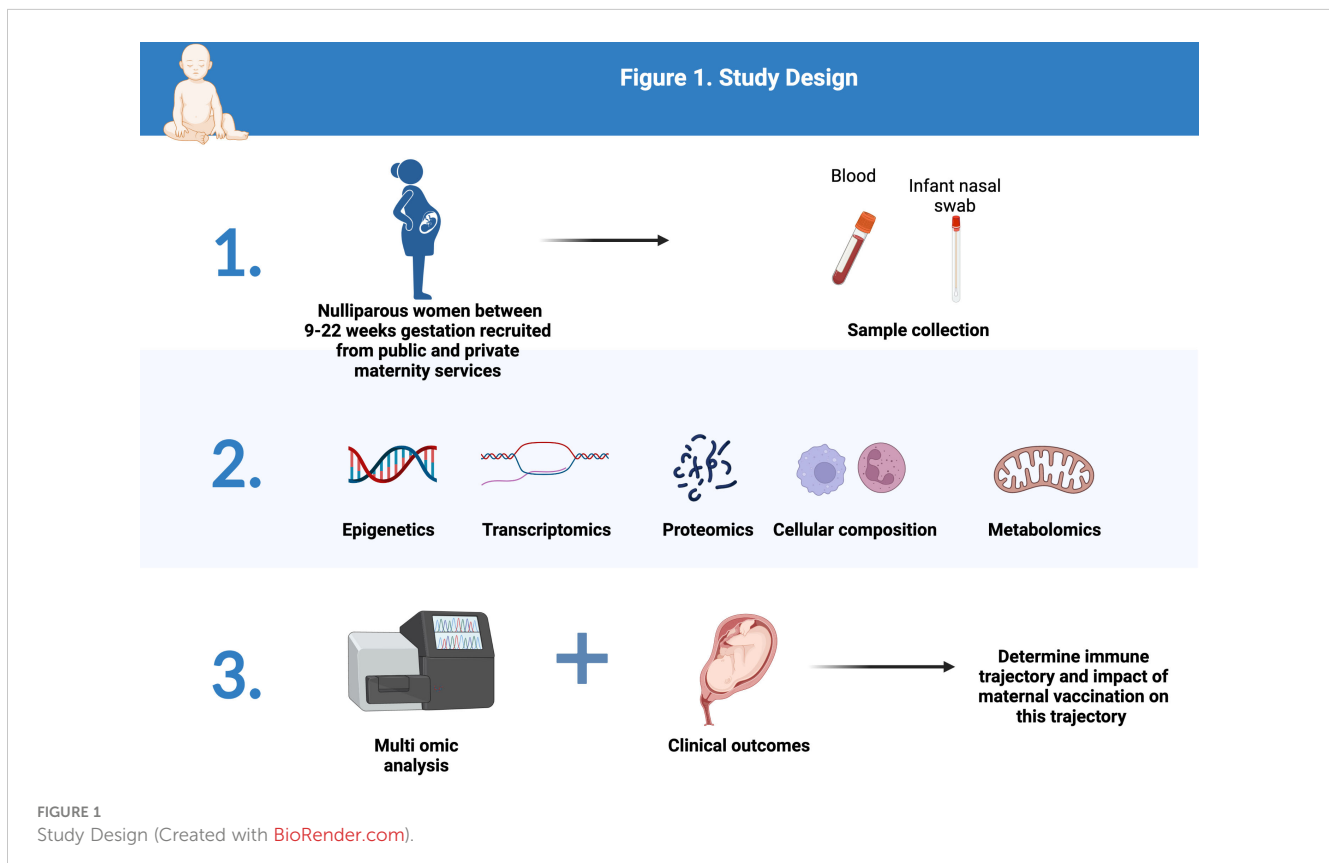 Figure 1. Study Design
1.
Nulliparous women between
9-22 weeks gestation recruited
from public and private
maternity services
Blood
Infant nasal
swab
Sample collection
2.
Epigenetics
Transcriptomics
Proteomics
Cellular composition
Metabolomics
3.
Multi omic
analysis
+
Clinical outcomes
Determine immune
trajectory and impact of
maternal vaccination on
this trajectory
FIGURE 1
Study Design (Created with BioRender.com).